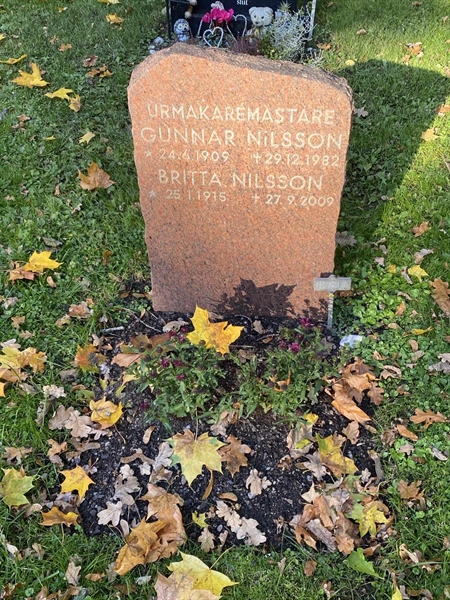 URMAKAREMÄSTARE
GUNNAR NILSSON
* 24.4.1909 +29.12.1982
BRITTA NILSSON
* 25.1.1915 +27.9.2009